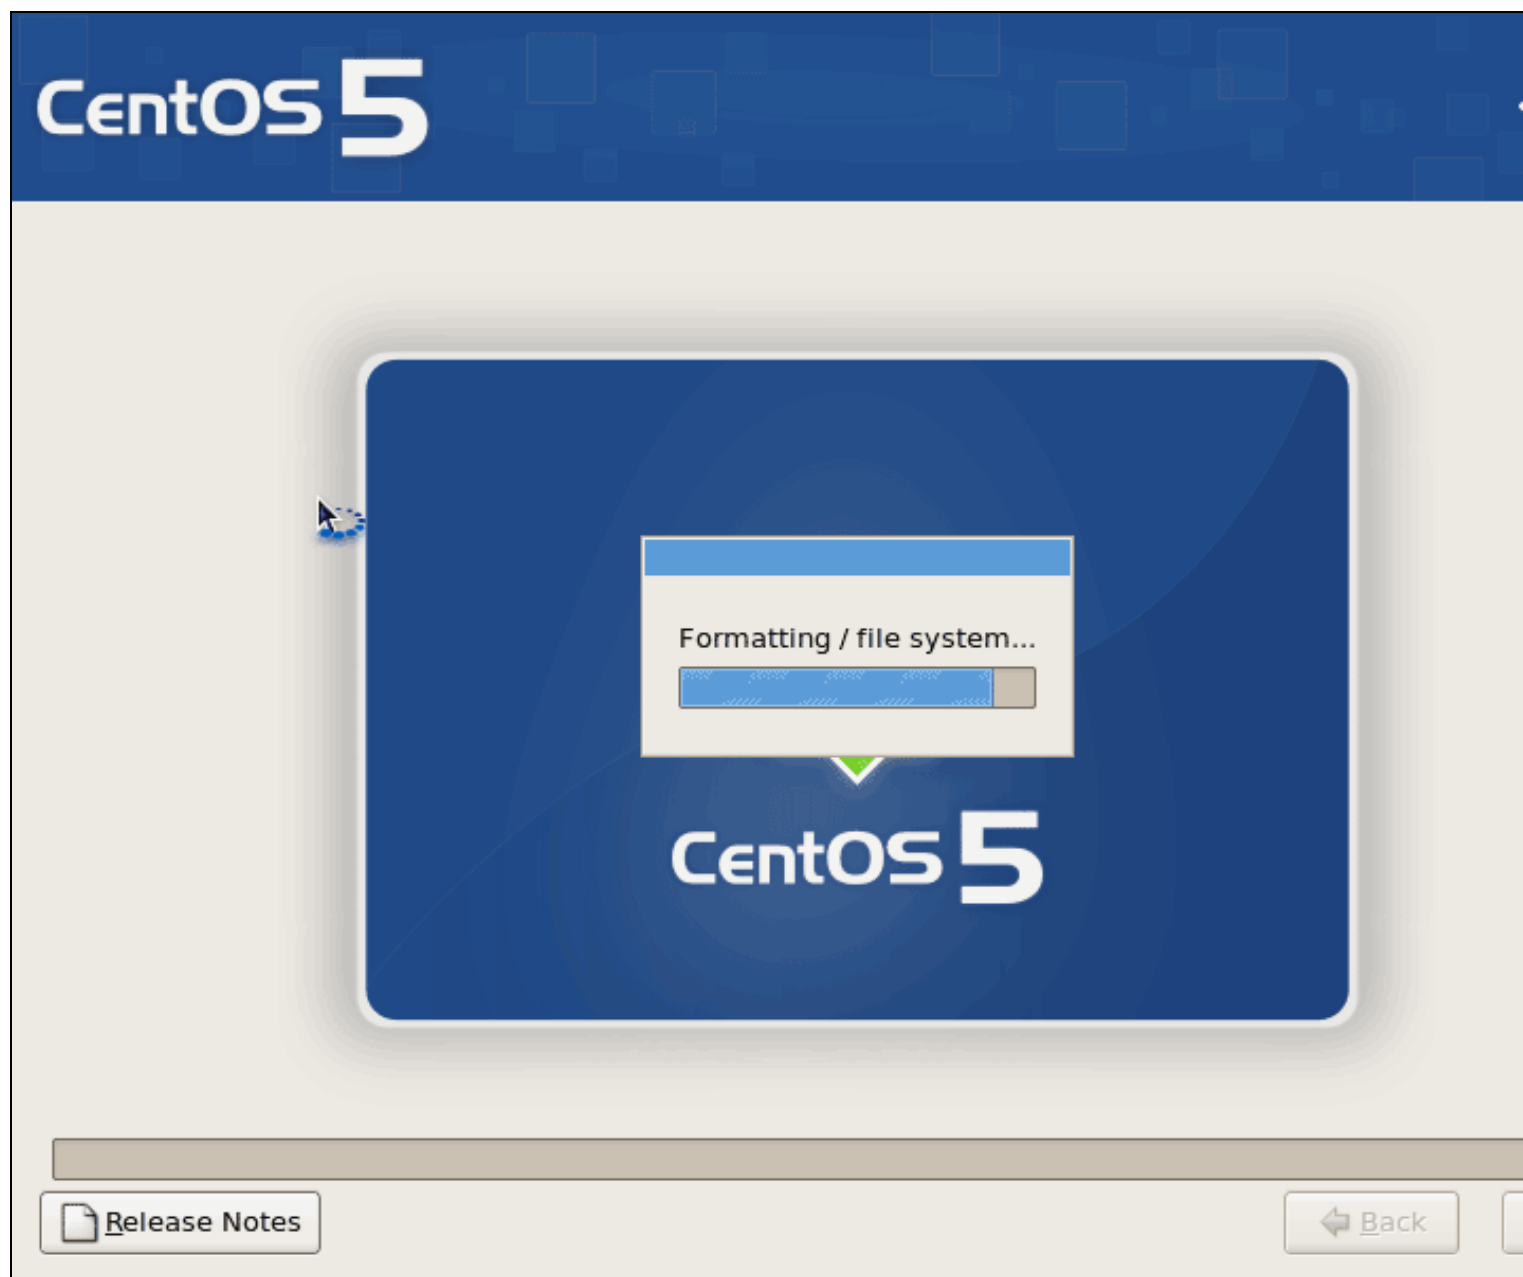 CentOS 5
Formatting / file system...
CentOS 5
Release Notes
Back